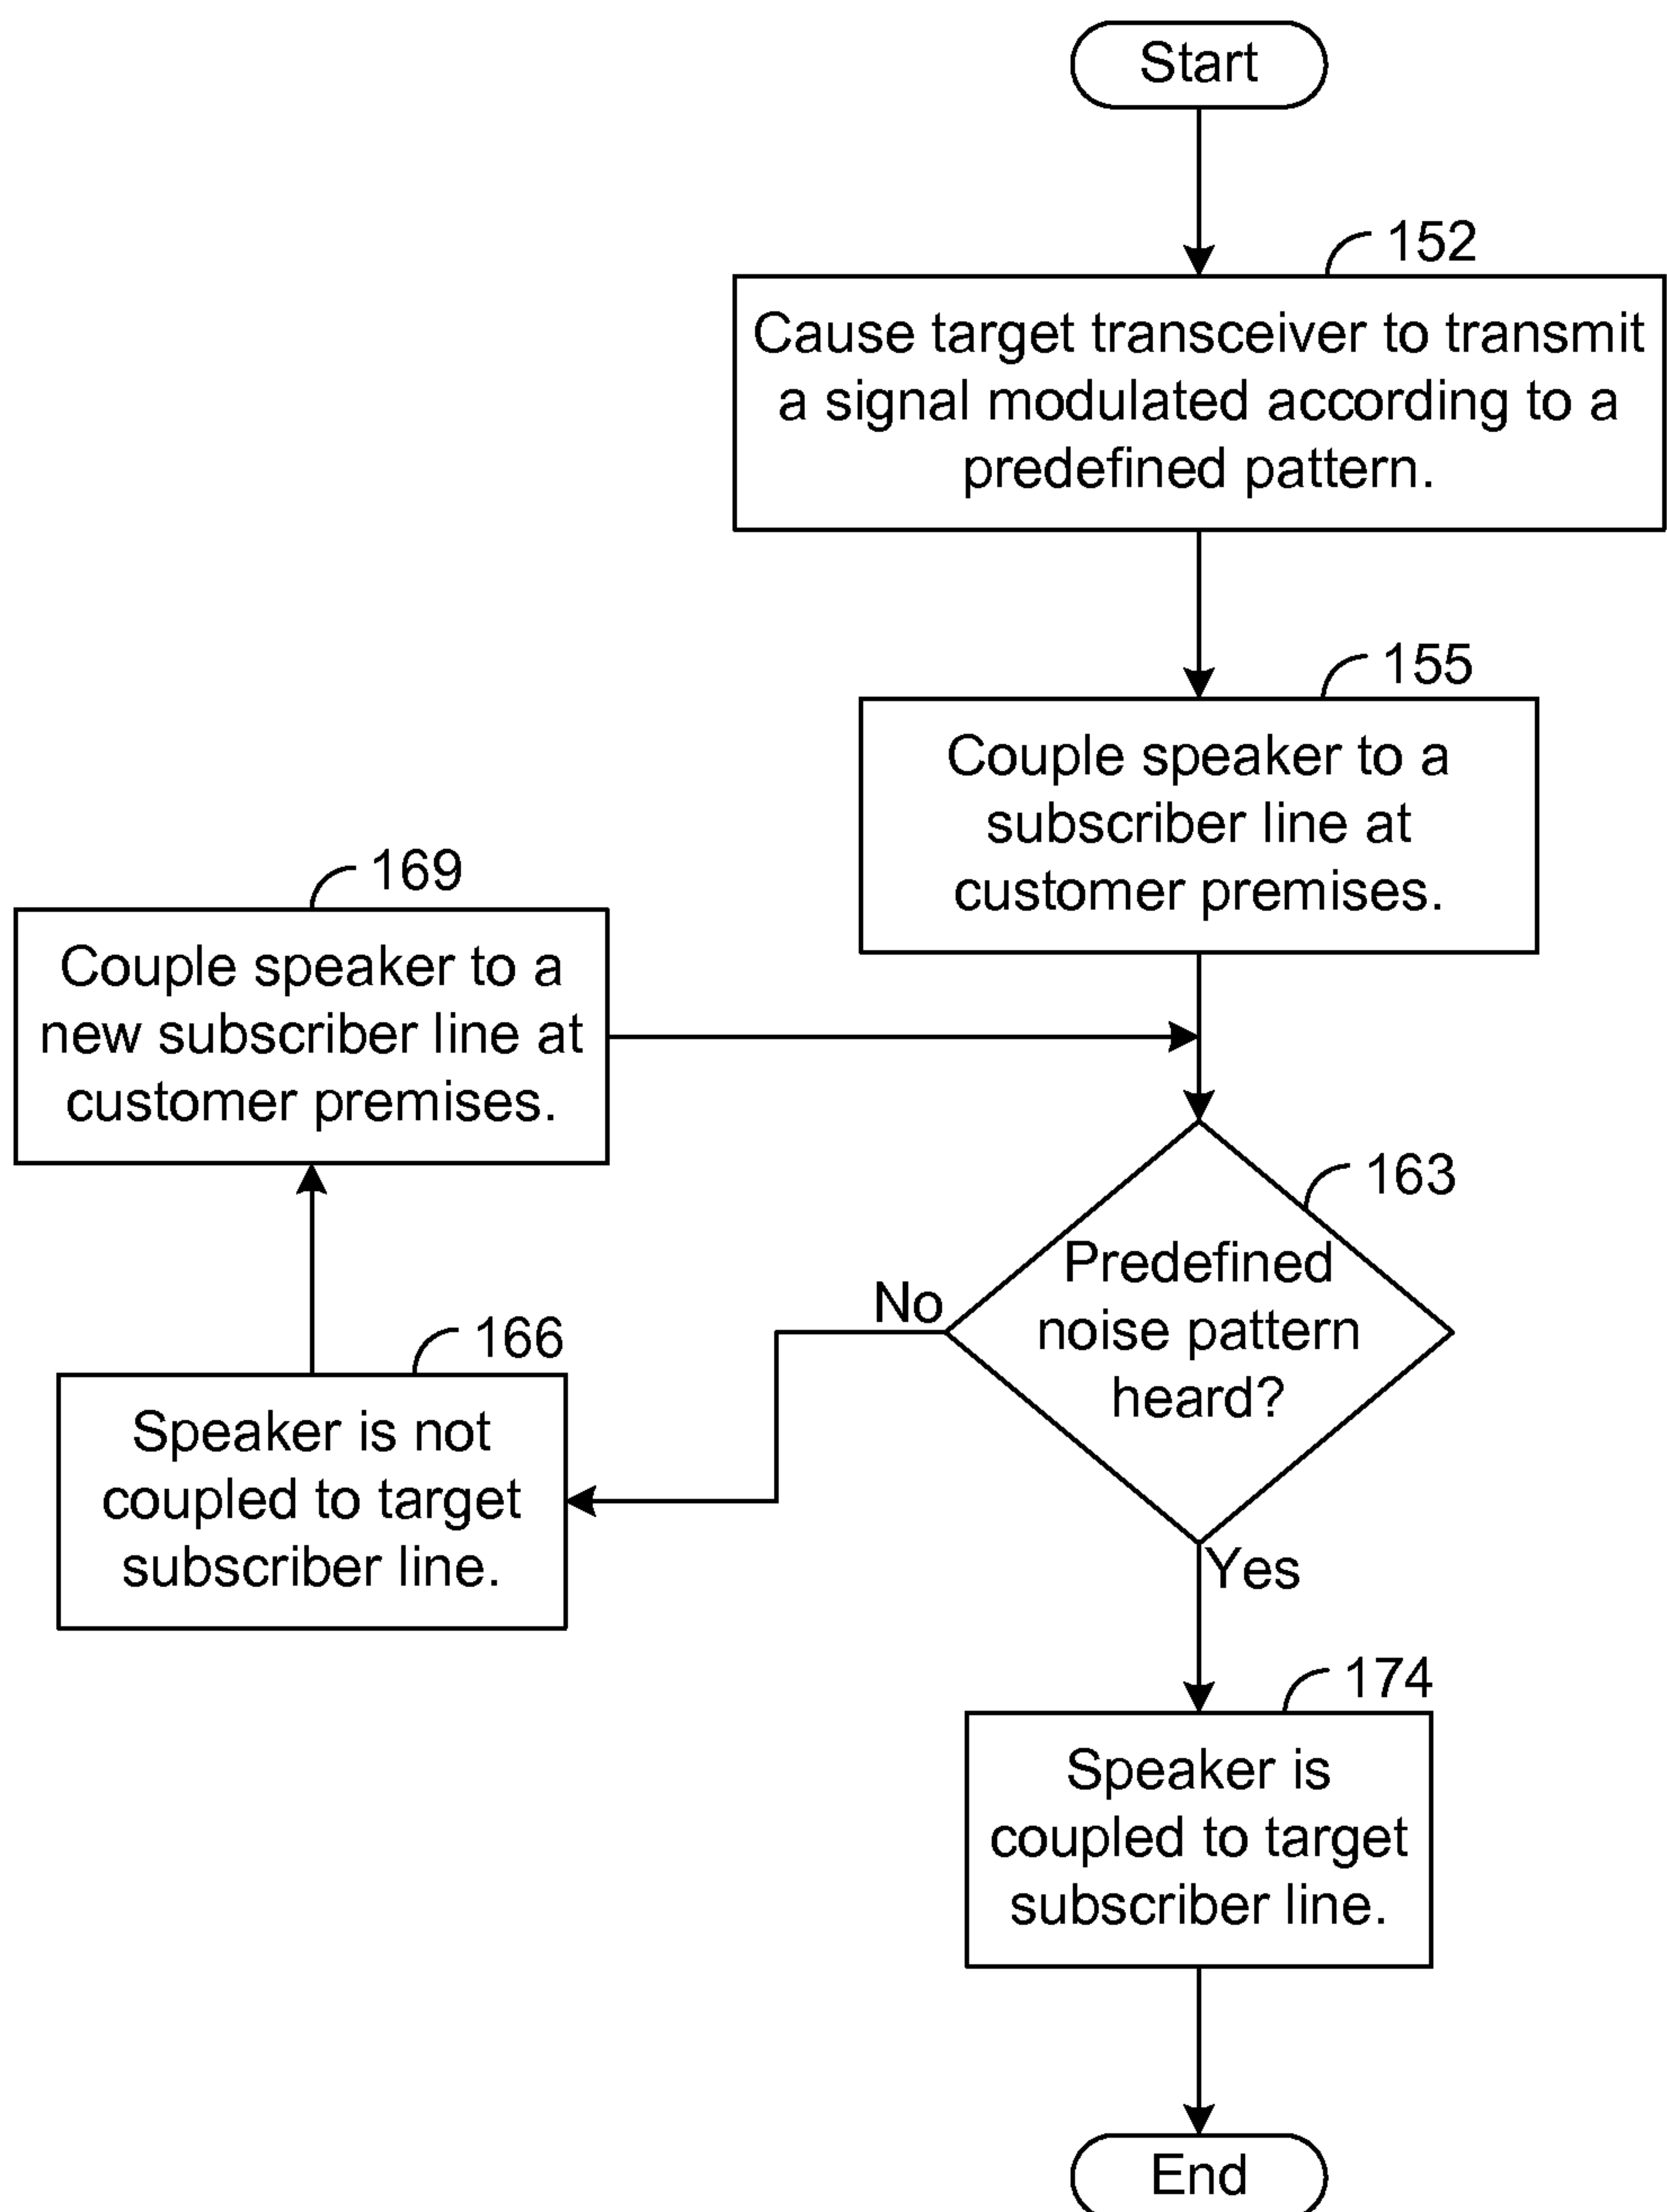 Start
152
Cause target transceiver to transmit
a signal modulated according to a
predefined pattern.
155
Couple speaker to a
subscriber line at
customer premises.
169
Couple speaker to a
new subscriber line at
customer premises.
163
Predefined
noise pattern
heard?
No
166
Speaker is not
coupled to target
subscriber line.
Yes
174
Speaker is
coupled to target
subscriber line.
End